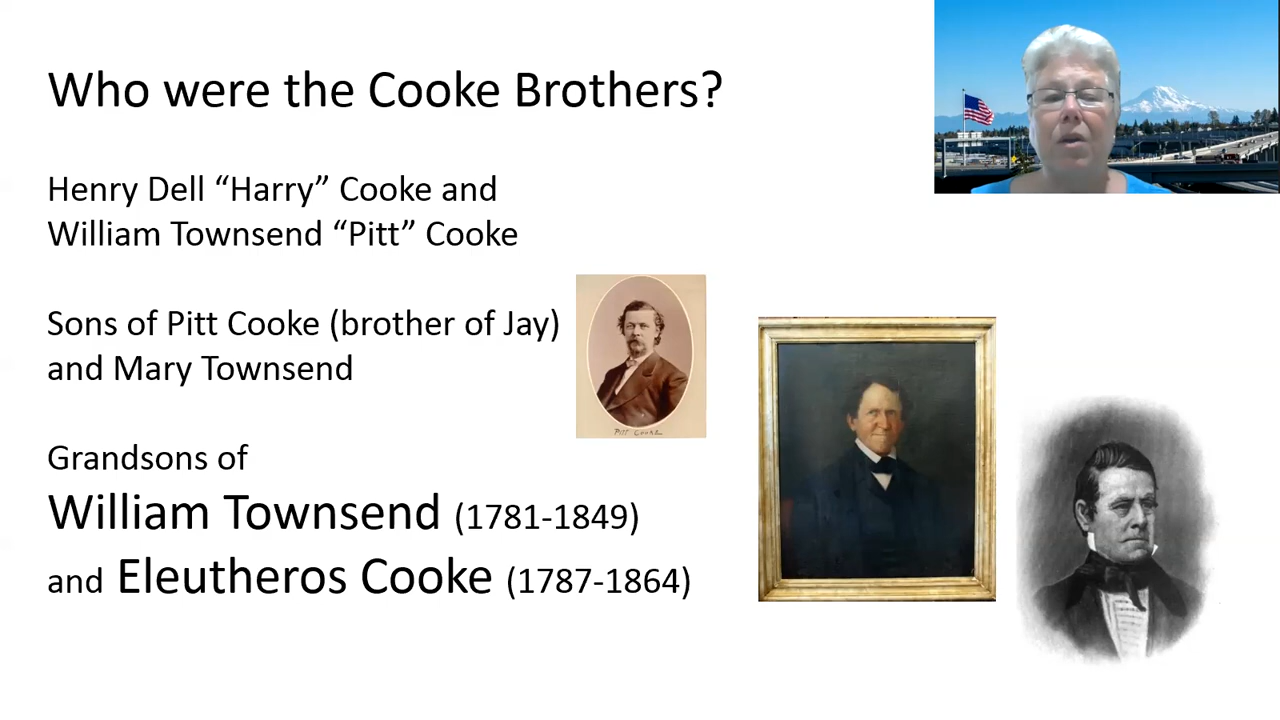 Who were the Cooke Brothers?
Henry Dell “Harry” Cooke and
William Townsend “Pitt” Cooke
Sons of Pitt Cooke (brother of Jay)
and Mary Townsend
Pitt Cooke
Grandsons of
William Townsend (1781-1849)
and Eleutheros Cooke (1787-1864)